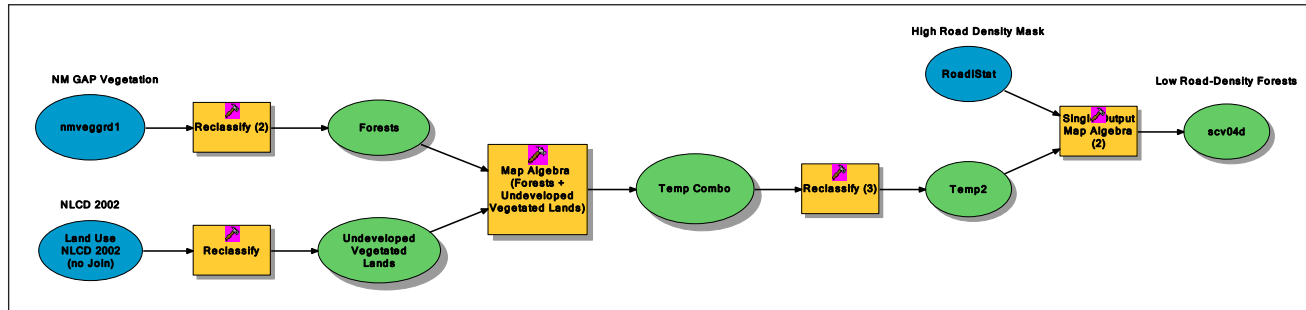 High Road Density Mask
RoadIStat
Low Road-Density Forests
NM GAP Vegetation
nmveggrd1
Reclassify (2)
Forests
Single Output
Map Algebra
(2)
scv04d
Map Algebra
(Forests +
Undeveloped
Vegetated Lands)
Temp Combo
Reclassify (3)
Temp2
NLCD 2002
Land Use
NLCD 2002
(no Join)
Reclassify
Undeveloped
Vegetated
Lands